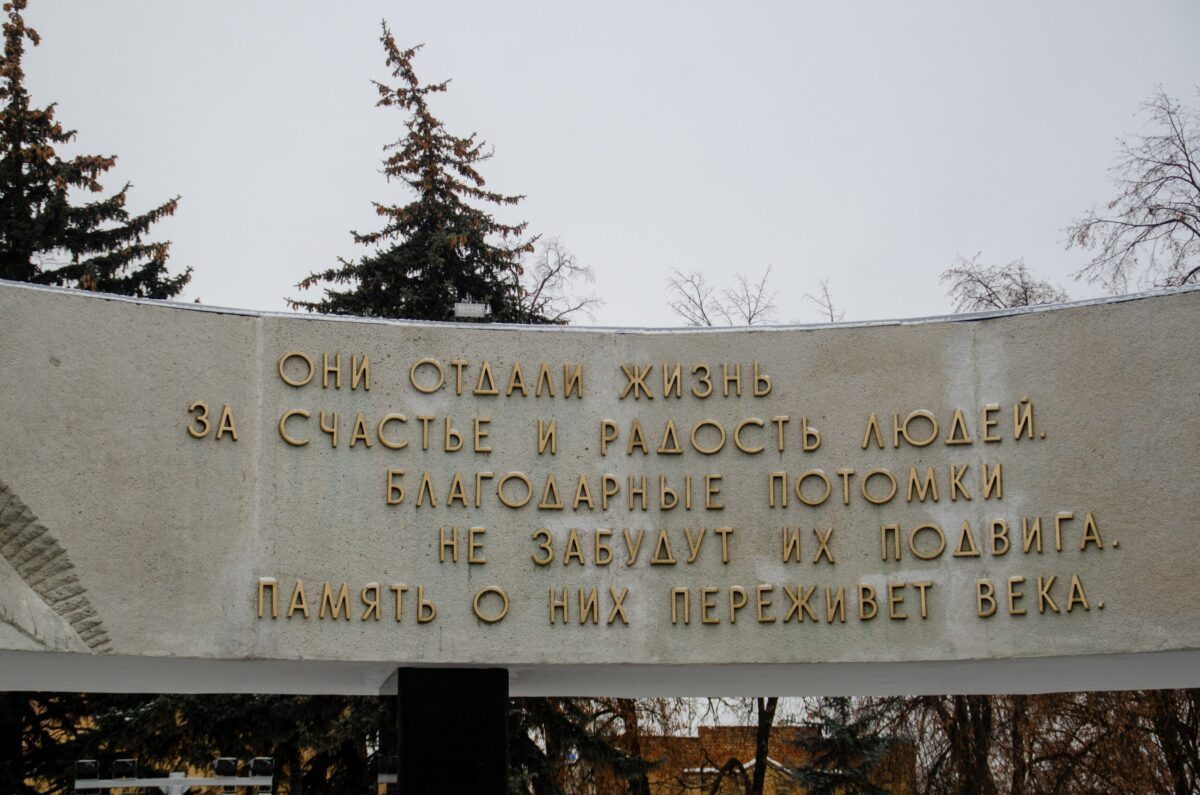 ОНИ ОТДАЛИ ЖИЗНЬ
ЗА СЧАСТЬЕ И РАДОСТЬ ЛЮДЕЙ.
БЛАГОДАРНЫЕ ПОТОМКИ
НЕ ЗАБУДУТ ИХ ПОДВИГА.
ПАМЯТЬ О НИХ ПЕРЕЖИВЕТ ВЕКА.